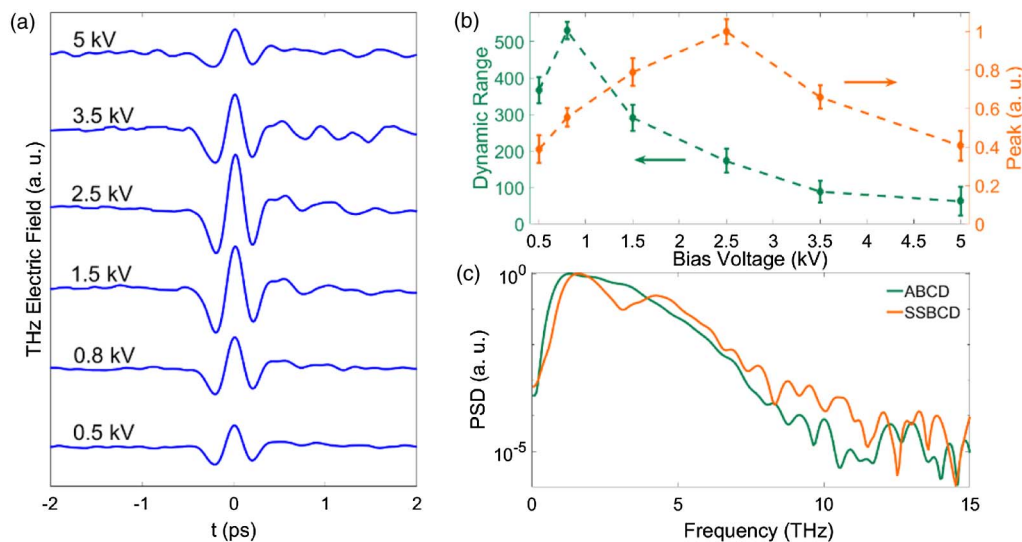 (a)
THz Electric Field (a. u.)
5 kV
3.5 kV
2.5 kV
1.5 kV
0.8 kV
0.5 kV
-2 -1 0 1 2
t (ps)
(b)
Dynamic Range
500
400
300
200
100
0
1
0.8
0.6
0.4
0.2
0
Peak (a. u.)
0.5 1 1.5 2 2.5 3 3.5 4 4.5 5
Bias Voltage (kV)
(c)
PSD (a. u.)
10⁰
10⁻⁵
ABCD
SSBCD
0 5 10 15
Frequency (THz)